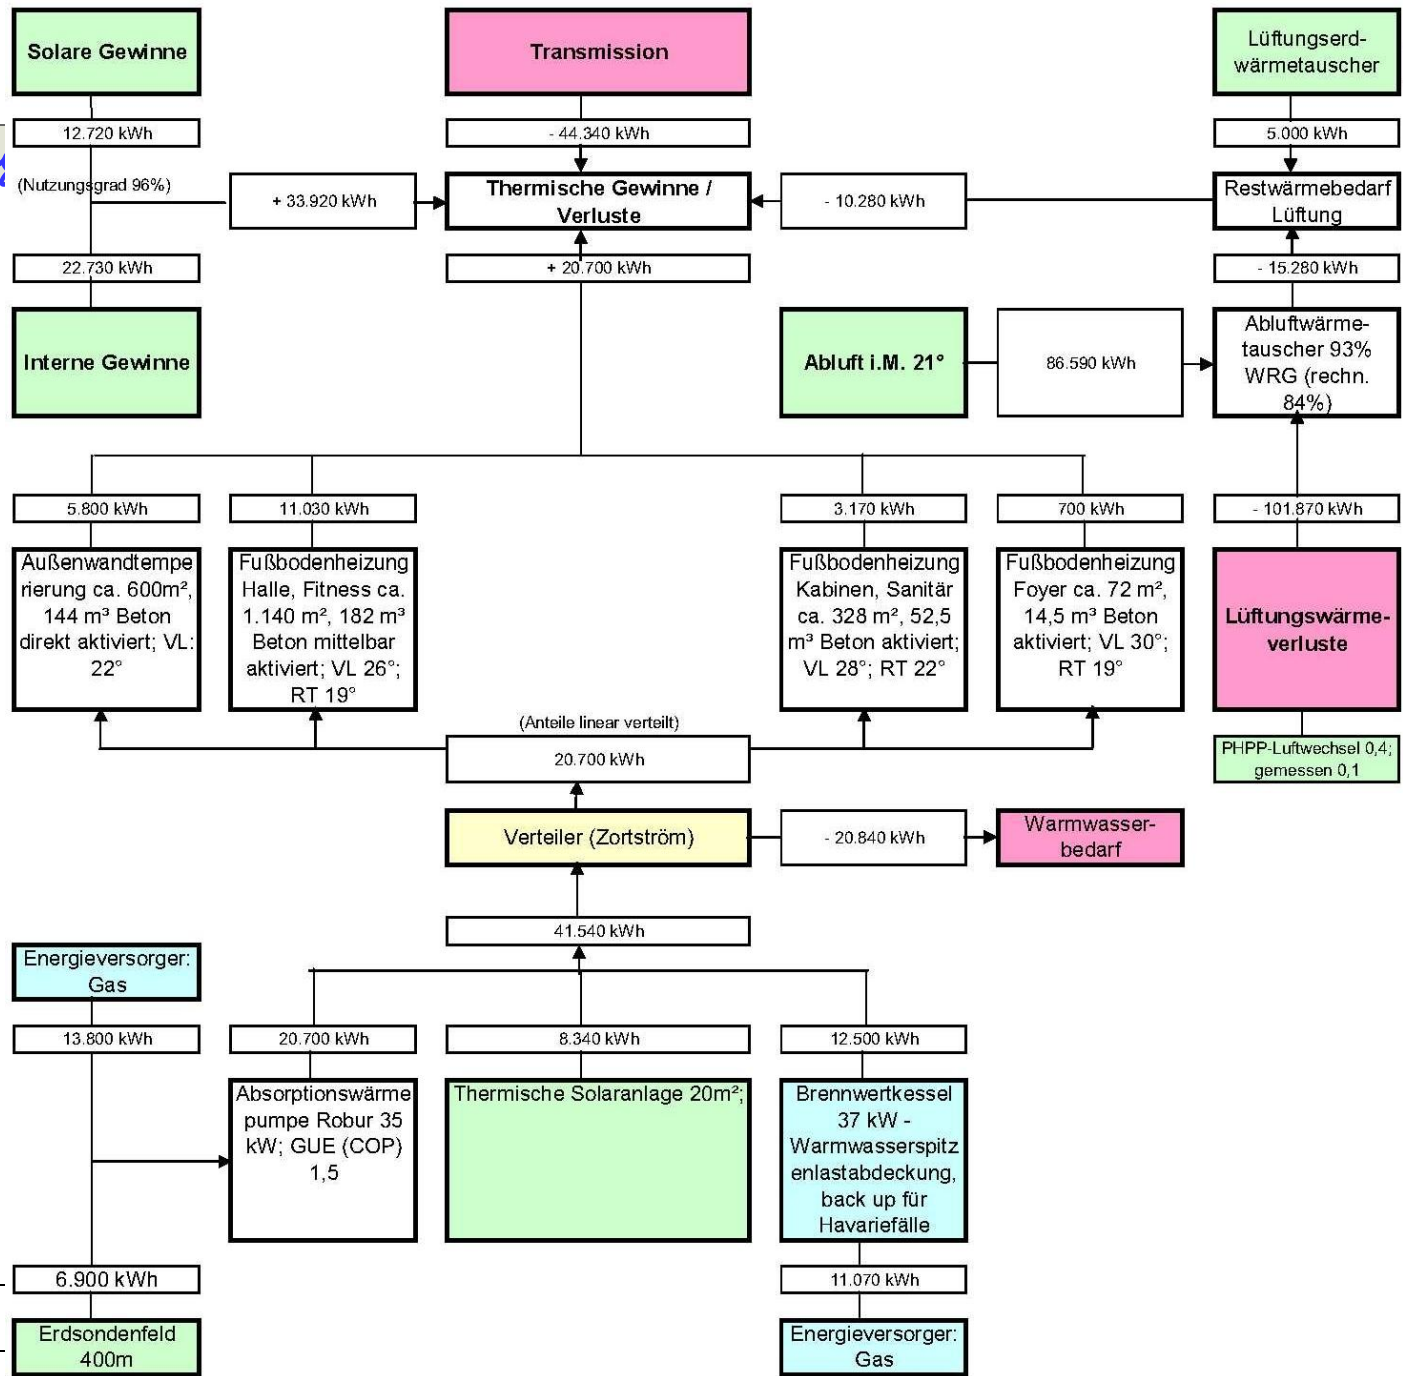 Solare Gewinne
Transmission
Lüftungserd-
wärmetauscher
12.720 kWh
- 44.340 kWh
5.000 kWh
(Nutzungsgrad 96%)
+ 33.920 kWh
Thermische Gewinne /
Verluste
- 10.280 kWh
Restwärmebedarf
Lüftung
22.730 kWh
+ 20.700 kWh
- 15.280 kWh
Interne Gewinne
Abluft i.M. 21°
86.590 kWh
Abluftwärme-
tauscher 93%
WRG (rechn.
84%)
5.800 kWh
11.030 kWh
3.170 kWh
700 kWh
- 101.870 kWh
Außenwandtempe
rierung ca. 600m²,
144 m³ Beton
direkt aktiviert; VL:
22°
Fußbodenheizung
Halle, Fitness ca.
1.140 m², 182 m³
Beton mittelbar
aktiviert; VL 26°;
RT 19°
Fußbodenheizung
Kabinen, Sanitär
ca. 328 m², 52,5
m³ Beton aktiviert;
VL 28°; RT 22°
Fußbodenheizung
Foyer ca. 72 m²,
14,5 m³ Beton
aktiviert; VL 30°;
RT 19°
Lüftungswärme-
verluste
(Anteile linear verteilt)
20.700 kWh
PHPP-Luftwechsel 0,4;
gemessen 0,1
Verteiler (Zortström)
- 20.840 kWh
Warmwasser-
bedarf
41.540 kWh
Energieversorger:
Gas
13.800 kWh
20.700 kWh
8.340 kWh
12.500 kWh
Absorptionswärme
pumpe Robur 35
kW; GUE (COP)
1,5
Thermische Solaranlage 20m²;
Brennwertkessel
37 kW -
Warmwasserspitz
enlastabdeckung,
back up für
Havariefälle
6.900 kWh
11.070 kWh
Erdsondenfeld
400m
Energieversorger:
Gas